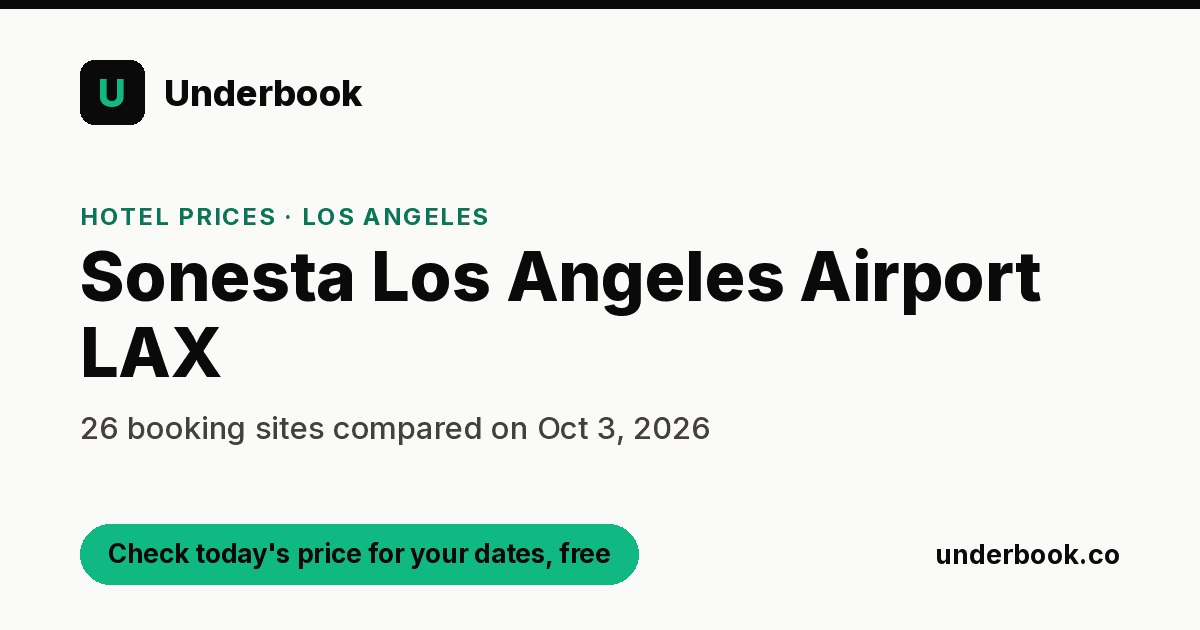 U
Underbook
HOTEL PRICES · LOS ANGELES
Sonesta Los Angeles Airport
LAX
26 booking sites compared on Oct 3, 2026
Check today's price for your dates, free
underbook.co